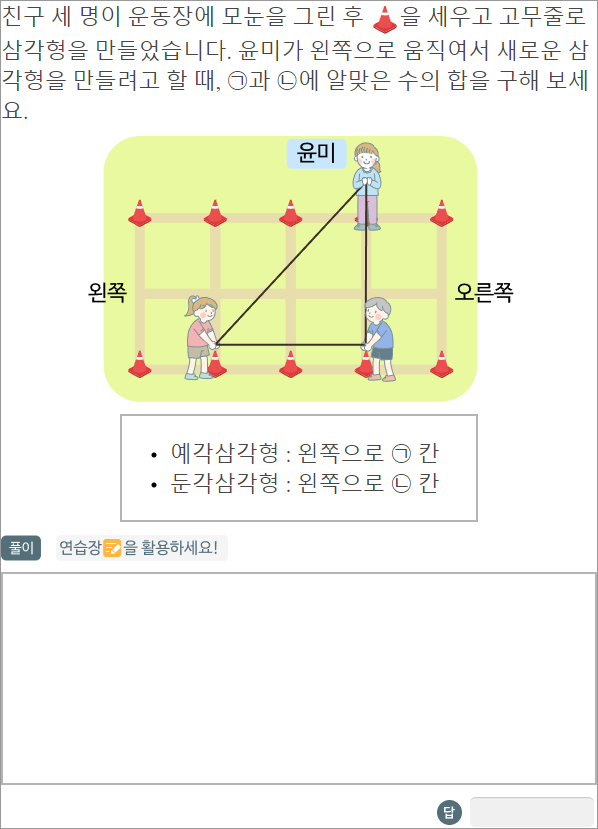 친구 세 명이 운동장에 모눈을 그린 후 을 세우고 고무줄로
삼각형을 만들었습니다. 윤미가 왼쪽으로 움직여서 새로운 삼
각형을 만들려고 할 때, ㉠과 ㉡에 알맞은 수의 합을 구해 보세
요.
윤미
왼쪽
오른쪽
• 예각삼각형 : 왼쪽으로 ㉠ 칸
• 둔각삼각형 : 왼쪽으로 ㉡ 칸
풀이 연습장을 활용하세요!
답